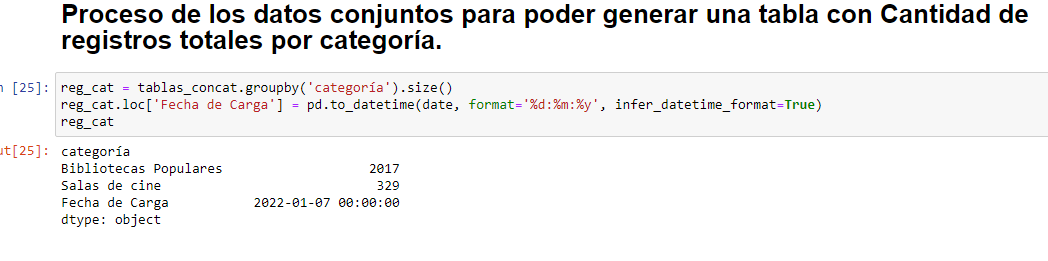 Proceso de los datos conjuntos para poder generar una tabla con Cantidad de
registros totales por categoría.
n [25]: reg_cat = tablas_concat.groupby('categoría').size()
reg_cat.loc['Fecha de Carga'] = pd.to_datetime(date, format='%d:%m:%y', infer_datetime_format=True)
reg_cat
ut[25]: categoría
Bibliotecas Populares 2017
Salas de cine 329
Fecha de Carga 2022-01-07 00:00:00
dtype: object